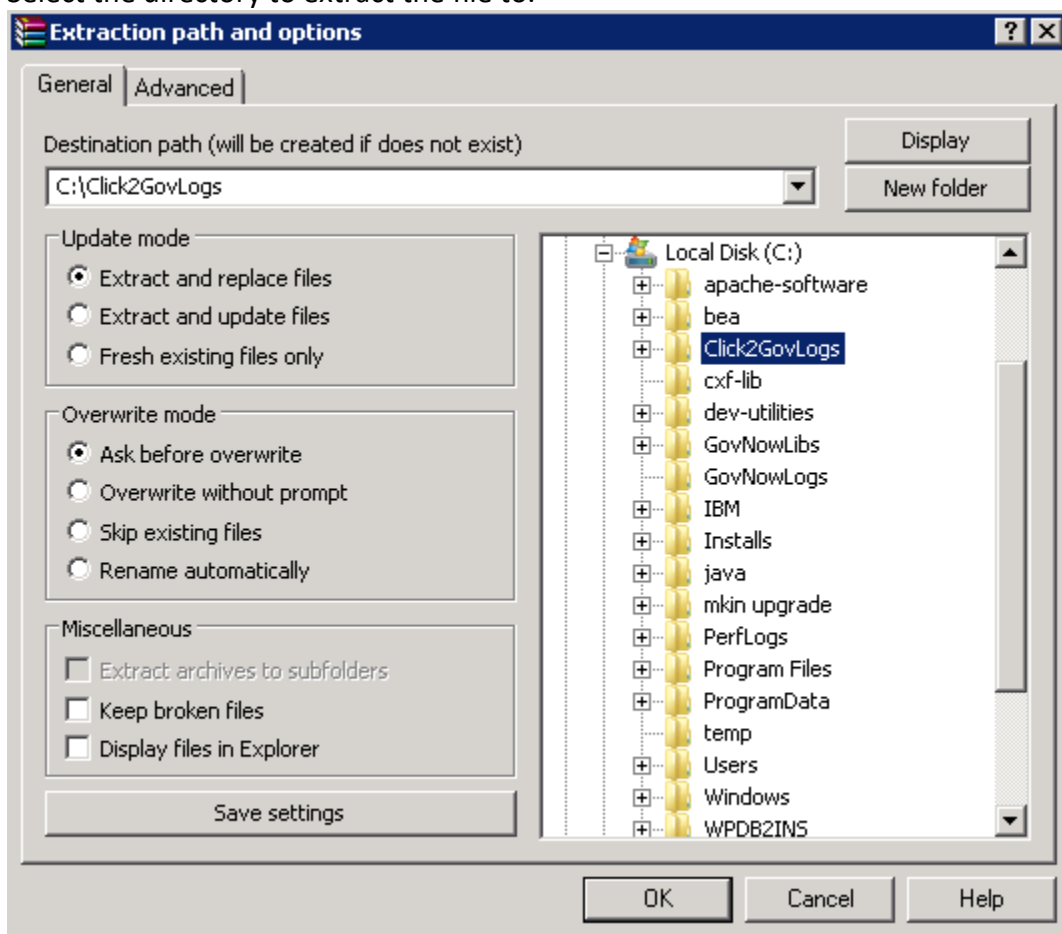 Select the directory to extract the file to:
Extraction path and options
General
Advanced
Destination path (will be created if does not exist)
Display
C:\Click2GovLogs
New folder
Update mode
Extract and replace files
Extract and update files
Fresh existing files only
Overwrite mode
Ask before overwrite
Overwrite without prompt
Skip existing files
Rename automatically
Miscellaneous
Extract archives to subfolders
Keep broken files
Display files in Explorer
Save settings
Local Disk (C:)
apache-software
bea
Click2GovLogs
cxf-lib
dev-utilities
GovNowLibs
GovNowLogs
IBM
Installs
java
mkin upgrade
PerfLogs
Program Files
ProgramData
temp
Users
Windows
WPDB2INS
OK
Cancel
Help